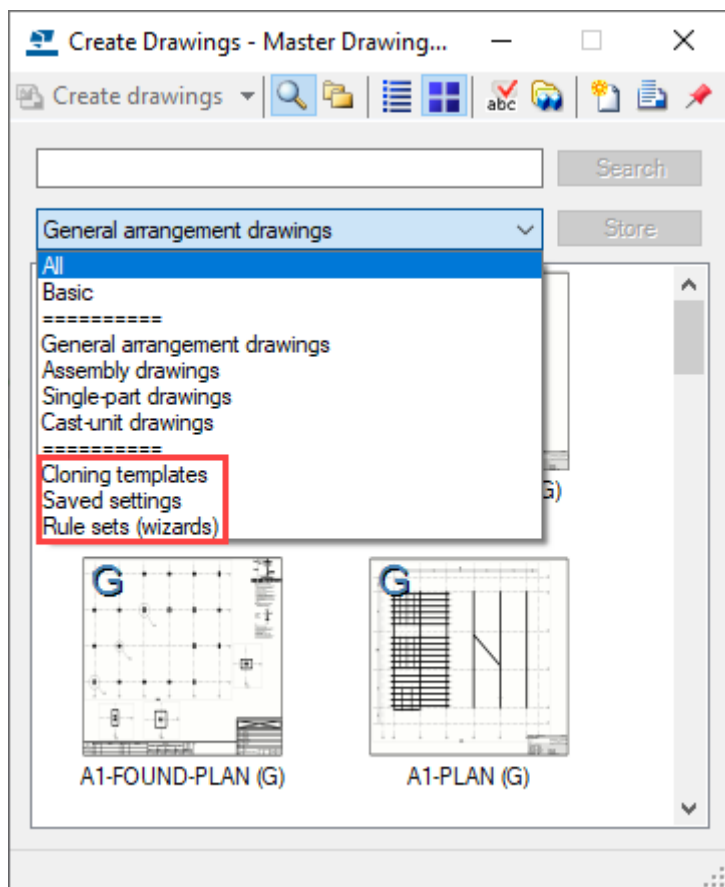 Create Drawings - Master Drawing...
Create drawings
abc
Search
General arrangement drawings
Store
All
Basic
==========
General arrangement drawings
Assembly drawings
Single-part drawings
Cast-unit drawings
==========
Cloning templates
Saved settings
Rule sets (wizards)
G)
G
G
A1-FOUND-PLAN (G)
A1-PLAN (G)